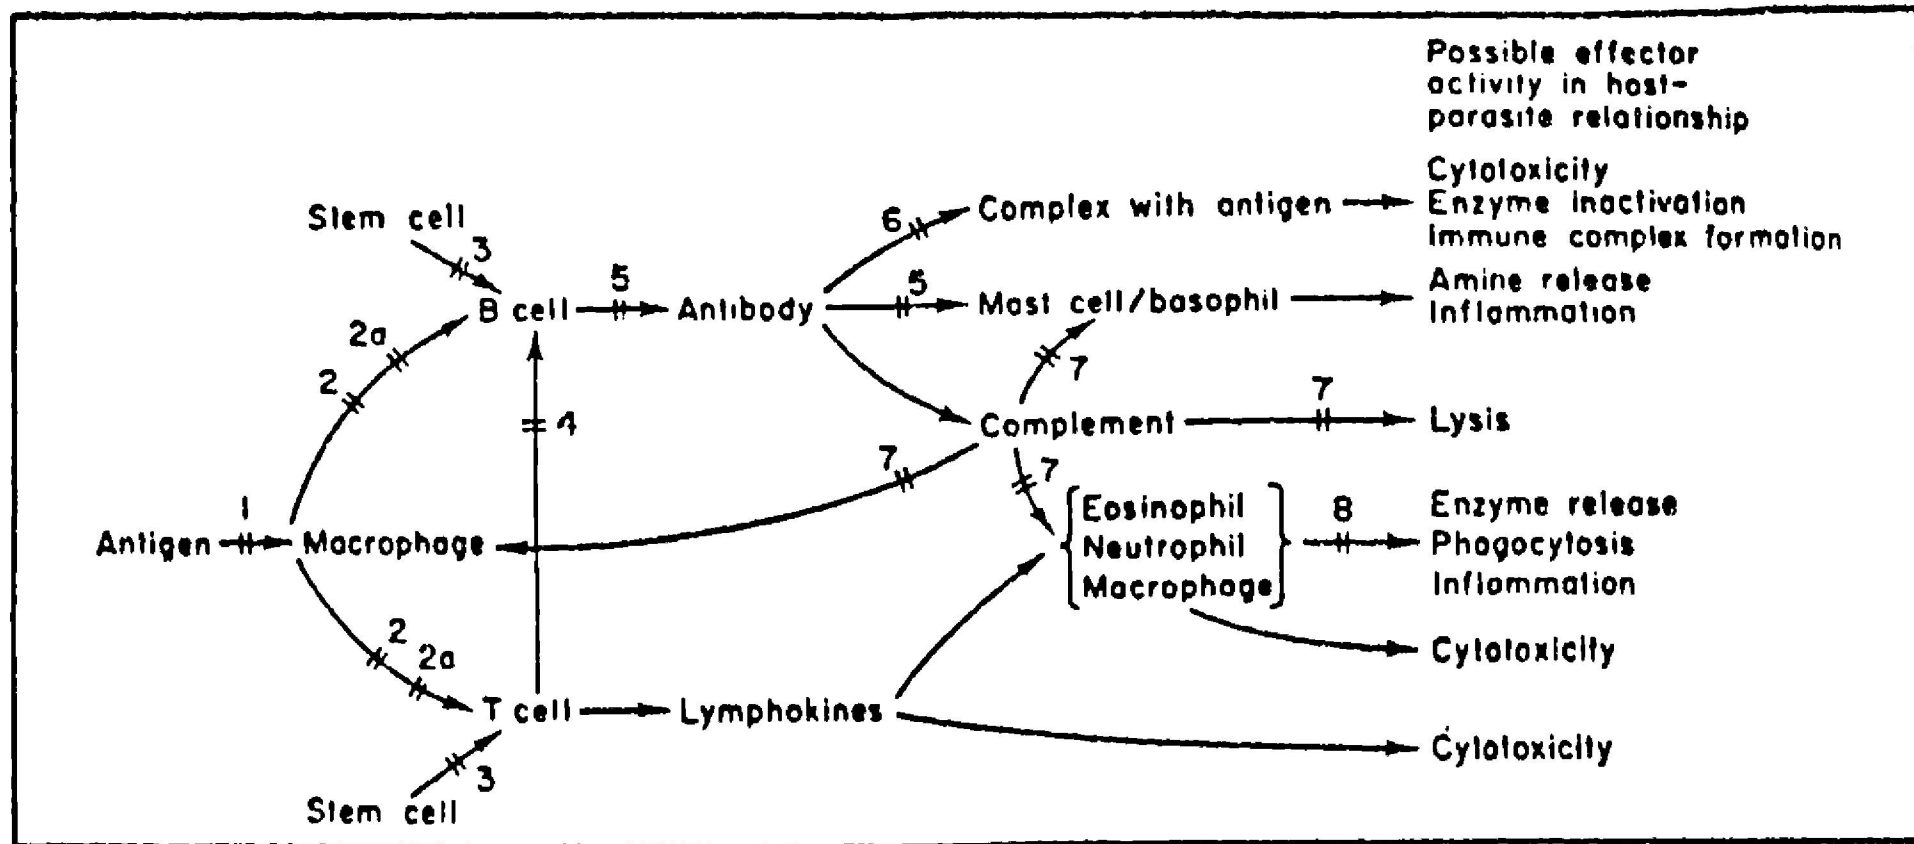 Possible effector
activity in host-
parasite relationship
Cytotoxicity
Stem cell
6
Complex with antigen
Enzyme inactivation
3
Immune complex formation
5
5
Amine release
B cell
Antibody
Mast cell/basophil
Inflammation
2a
7
2
7
4
Complement
Lysis
7
7
1
Eosinophil
8
Enzyme release
Antigen
Macrophage
Neutrophil
Phagocytosis
Macrophage
Inflammation
2
2a
Cytotoxicity
T cell
Lymphokines
Cytotoxicity
3
Stem cell